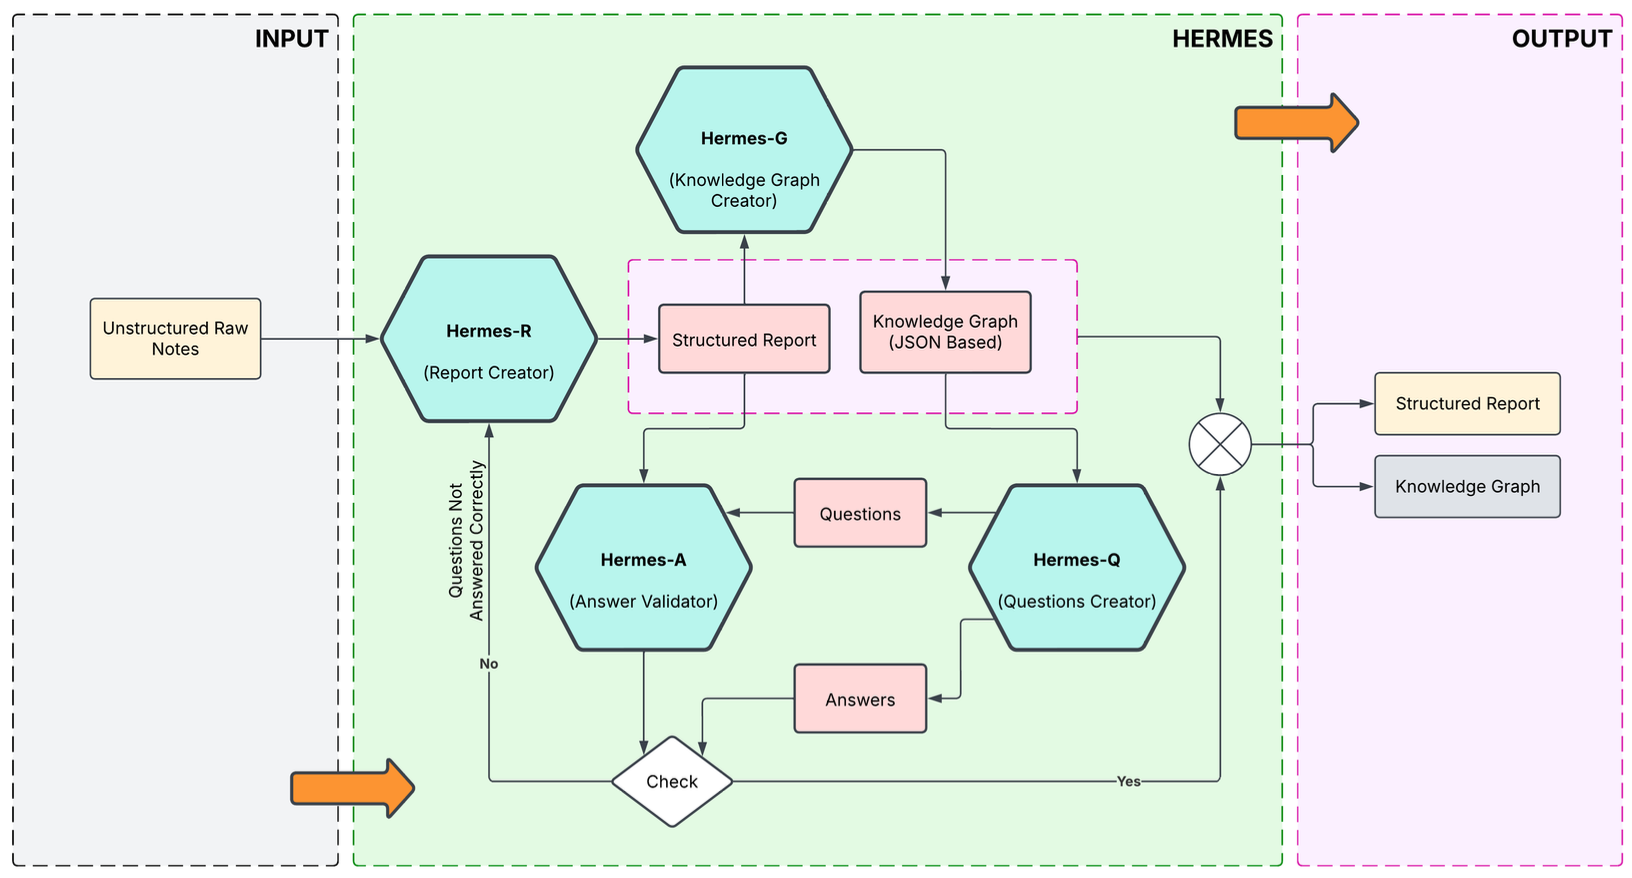 INPUT
HERMES
OUTPUT
Hermes-G
(Knowledge Graph
Creator)
Unstructured Raw
Notes
Hermes-R
(Report Creator)
Structured Report
Knowledge Graph
(JSON Based)
Structured Report
Knowledge Graph
Questions Not
Answered Correctly
Questions
Hermes-A
(Answer Validator)
Hermes-Q
(Questions Creator)
No
Answers
Check
Yes